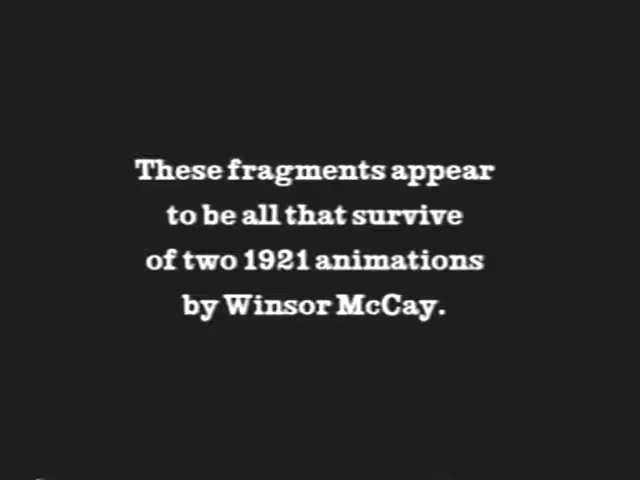 These fragments appear
to be all that survive
of two 1921 animations
by Winsor McCay.